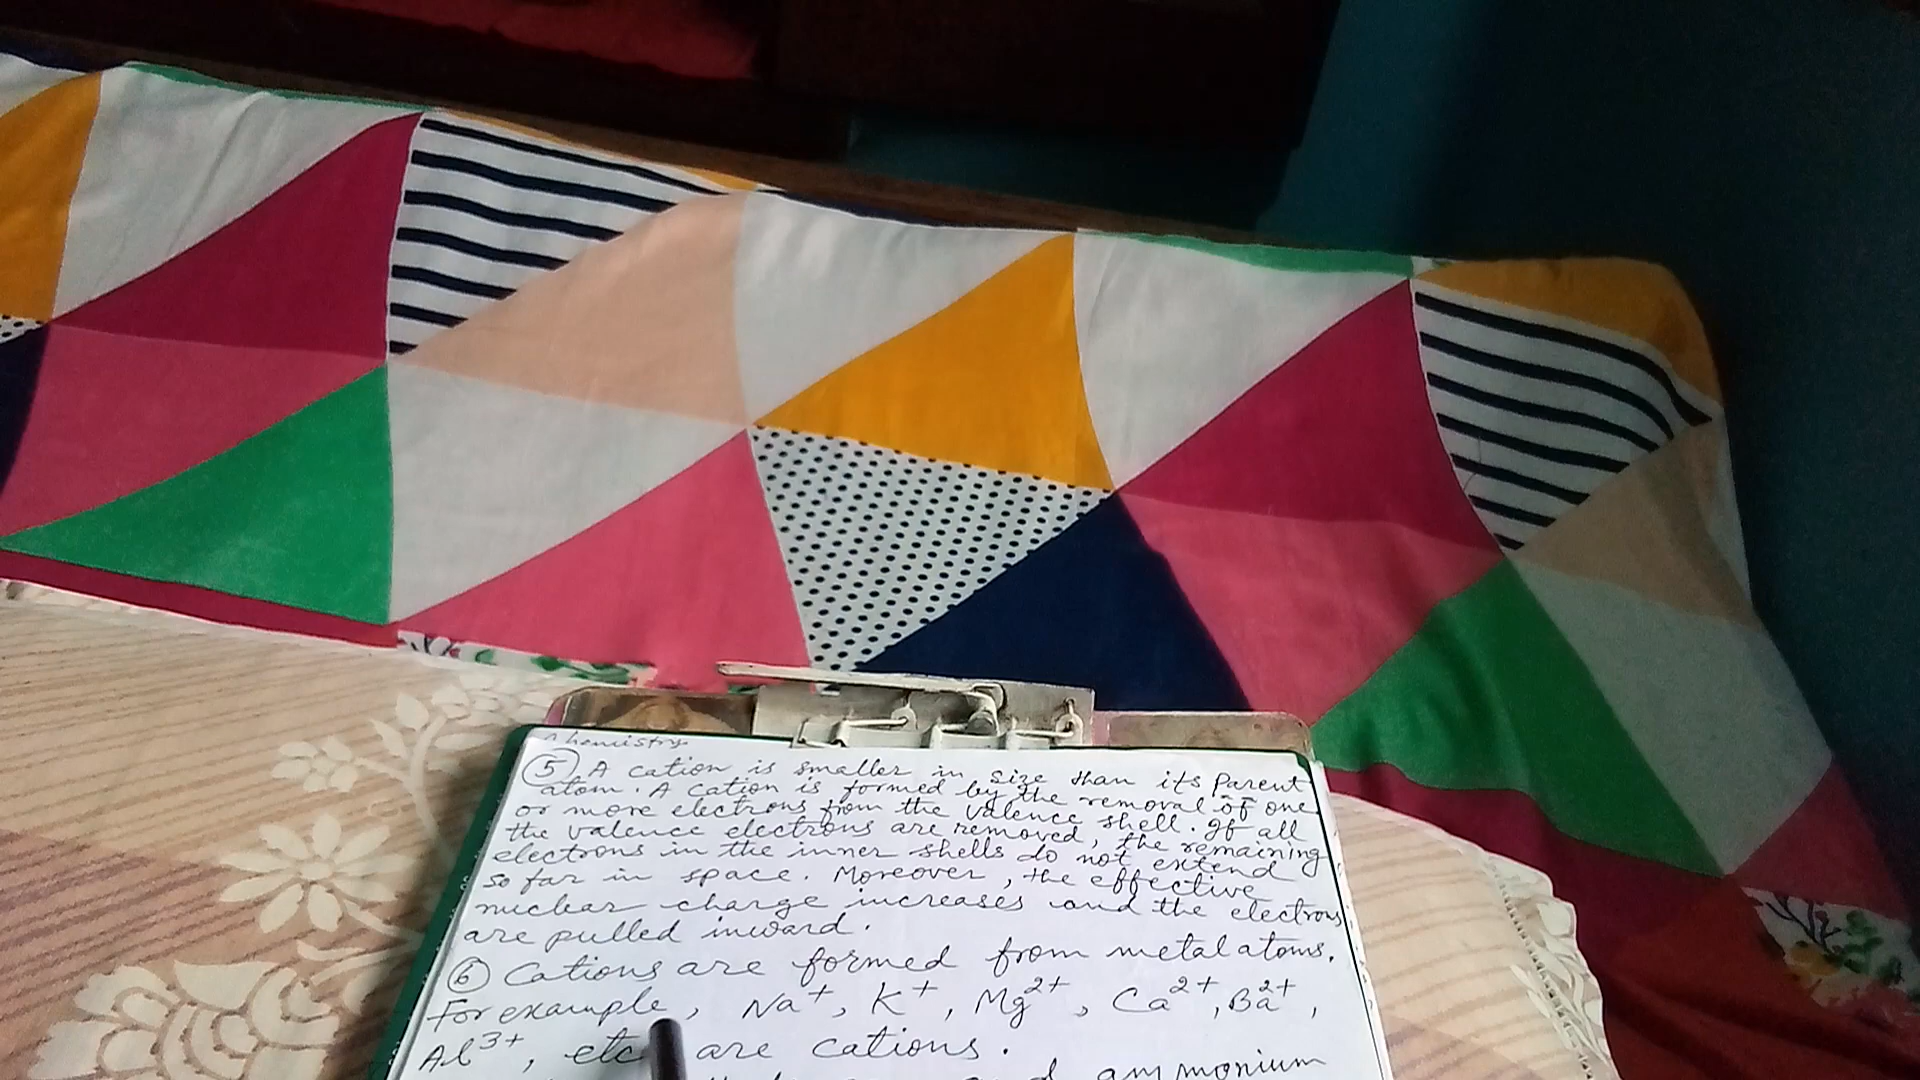 Chemistry
⑤ A cation is smaller in size than its Parent
atom. A cation is formed by the removal of one
or more electrons from the valence shell. If all
the valence electrons are removed, the remaining
electrons in the inner shells do not extend
so far in space. Moreover, the effective
nuclear charge increases and the electrons
are pulled inward.
⑥ Cations are formed from metal atoms.
For example, Na⁺, K⁺, Mg²⁺, Ca²⁺, Ba²⁺,
Al³⁺, etc are cations.
and ammonium